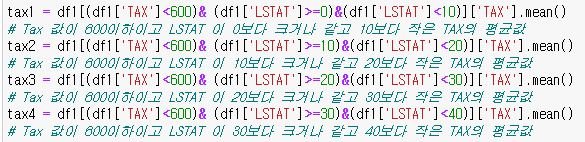 tax1 = df1[(df1['TAX']<600)& (df1['LSTAT']>=0)&(df1['LSTAT']<10)]['TAX'].mean()
# Tax 값이 600이하이고 LSTAT 이 0보다 크거나 같고 10보다 작은 TAX의 평균값
tax2 = df1[(df1['TAX']<600)& (df1['LSTAT']>=10)&(df1['LSTAT']<20)]['TAX'].mean()
# Tax 값이 600이하이고 LSTAT 이 10보다 크거나 같고 20보다 작은 TAX의 평균값
tax3 = df1[(df1['TAX']<600)& (df1['LSTAT']>=20)&(df1['LSTAT']<30)]['TAX'].mean()
# Tax 값이 600이하이고 LSTAT 이 20보다 크거나 같고 30보다 작은 TAX의 평균값
tax4 = df1[(df1['TAX']<600)& (df1['LSTAT']>=30)&(df1['LSTAT']<40)]['TAX'].mean()
# Tax 값이 600이하이고 LSTAT 이 30보다 크거나 같고 40보다 작은 TAX의 평균값